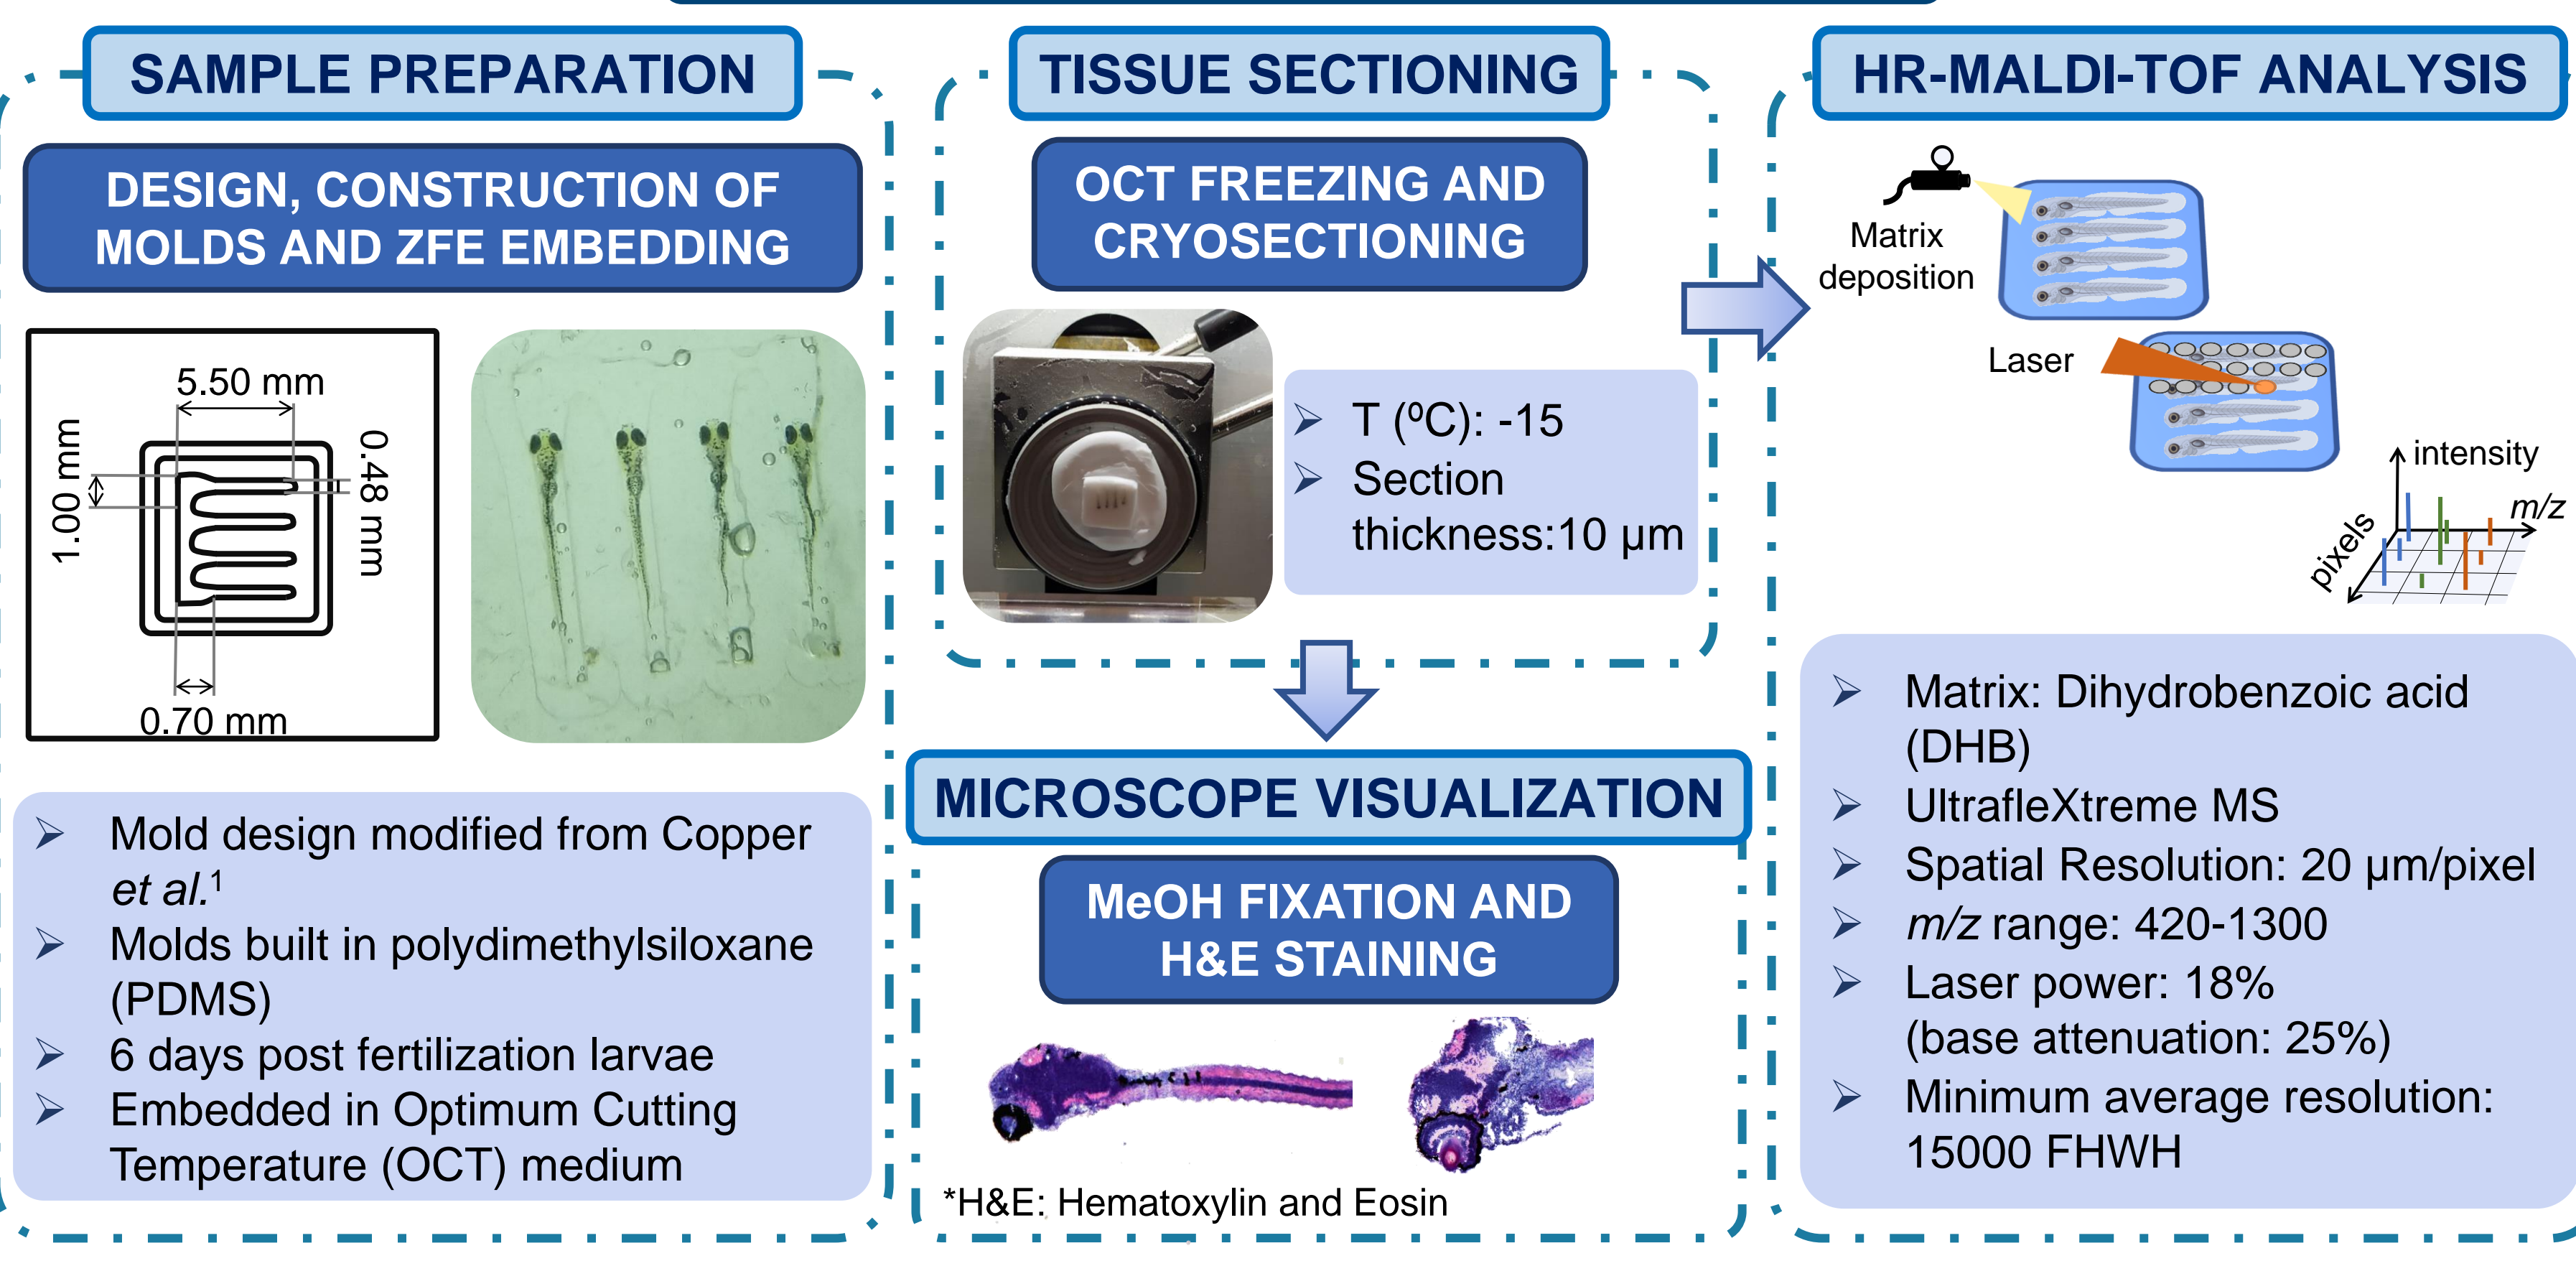 SAMPLE PREPARATION
DESIGN, CONSTRUCTION OF
MOLDS AND ZFE EMBEDDING
5.50 mm
1.00 mm
0.48 mm
0.70 mm
➢ Mold design modified from Copper
et al.¹
➢ Molds built in polydimethylsiloxane
(PDMS)
➢ 6 days post fertilization larvae
➢ Embedded in Optimum Cutting
Temperature (OCT) medium
TISSUE SECTIONING
OCT FREEZING AND
CRYOSECTIONING
➢ T (ºC): -15
➢ Section
thickness:10 µm
MICROSCOPE VISUALIZATION
MeOH FIXATION AND
H&E STAINING
*H&E: Hematoxylin and Eosin
HR-MALDI-TOF ANALYSIS
Matrix
deposition
Laser
intensity
m/z
pixels
➢ Matrix: Dihydrobenzoic acid
(DHB)
➢ UltrafleXtreme MS
➢ Spatial Resolution: 20 µm/pixel
➢ m/z range: 420-1300
➢ Laser power: 18%
(base attenuation: 25%)
➢ Minimum average resolution:
15000 FHWH